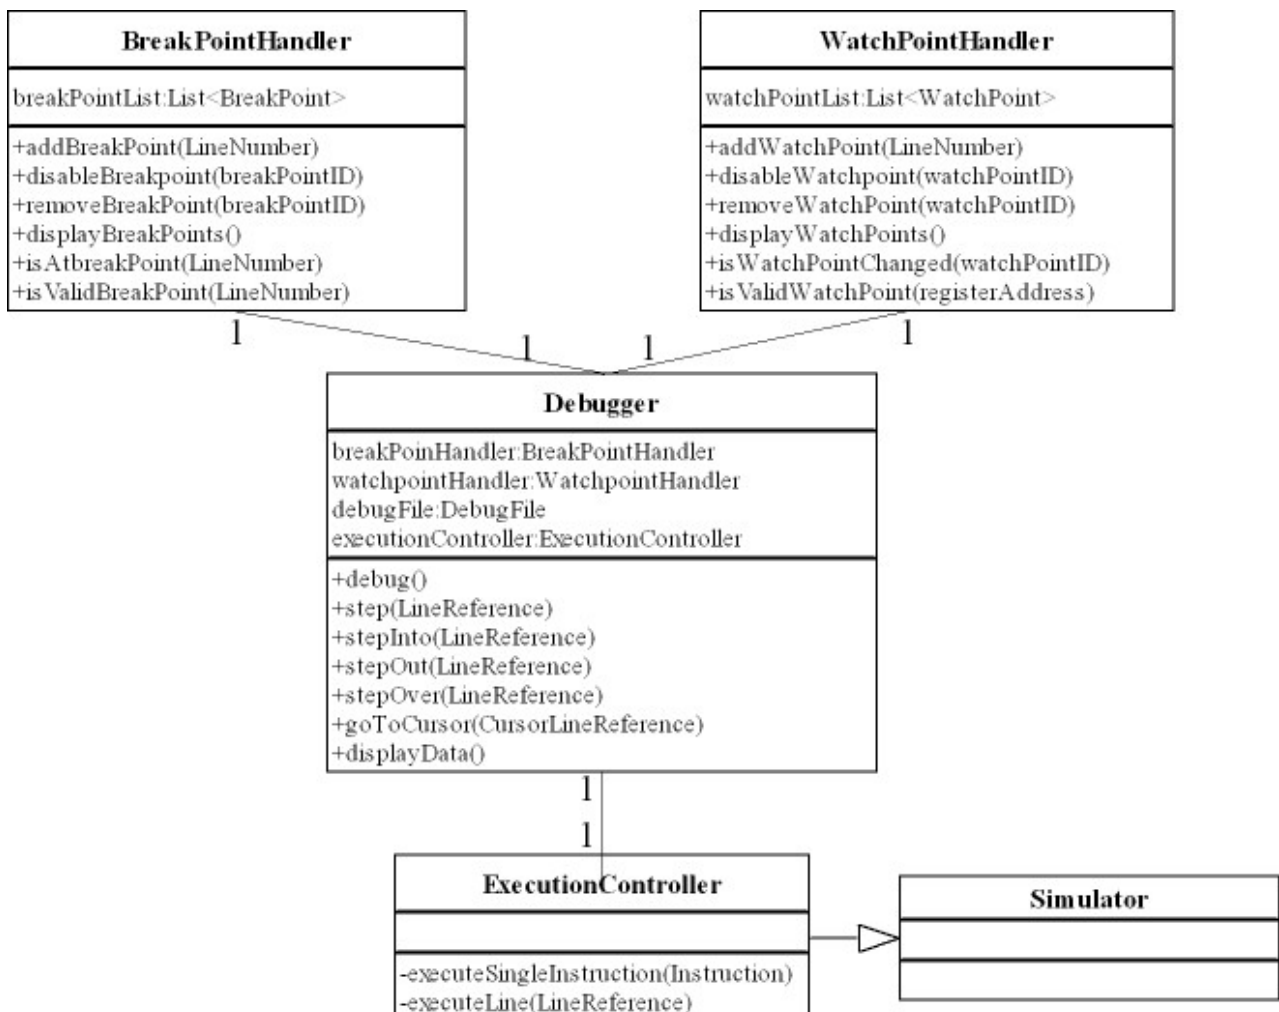 BreakPointHandler
breakPointList:List<BreakPoint>
+addBreakPoint(LineNumber)
+disableBreakpoint(breakPointID)
+removeBreakPoint(breakPointID)
+displayBreakPoints()
+isAtbreakPoint(LineNumber)
+isValidBreakPoint(LineNumber)
WatchPointHandler
watchPointList:List<WatchPoint>
+addWatchPoint(LineNumber)
+disableWatchpoint(watchPointID)
+removeWatchPoint(watchPointID)
+displayWatchPoints()
+isWatchPointChanged(watchPointID)
+isValidWatchPoint(registerAddress)
1
1
1
1
Debugger
breakPoinHandler:BreakPointHandler
watchpointHandler:WatchpointHandler
debugFile:DebugFile
executionController:ExecutionController
+debug()
+step(LineReference)
+stepInto(LineReference)
+stepOut(LineReference)
+stepOver(LineReference)
+goToCursor(CursorLineReference)
+displayData()
1
1
ExecutionController
-executeSingleInstruction(Instruction)
-executeLine(LineReference)
Simulator